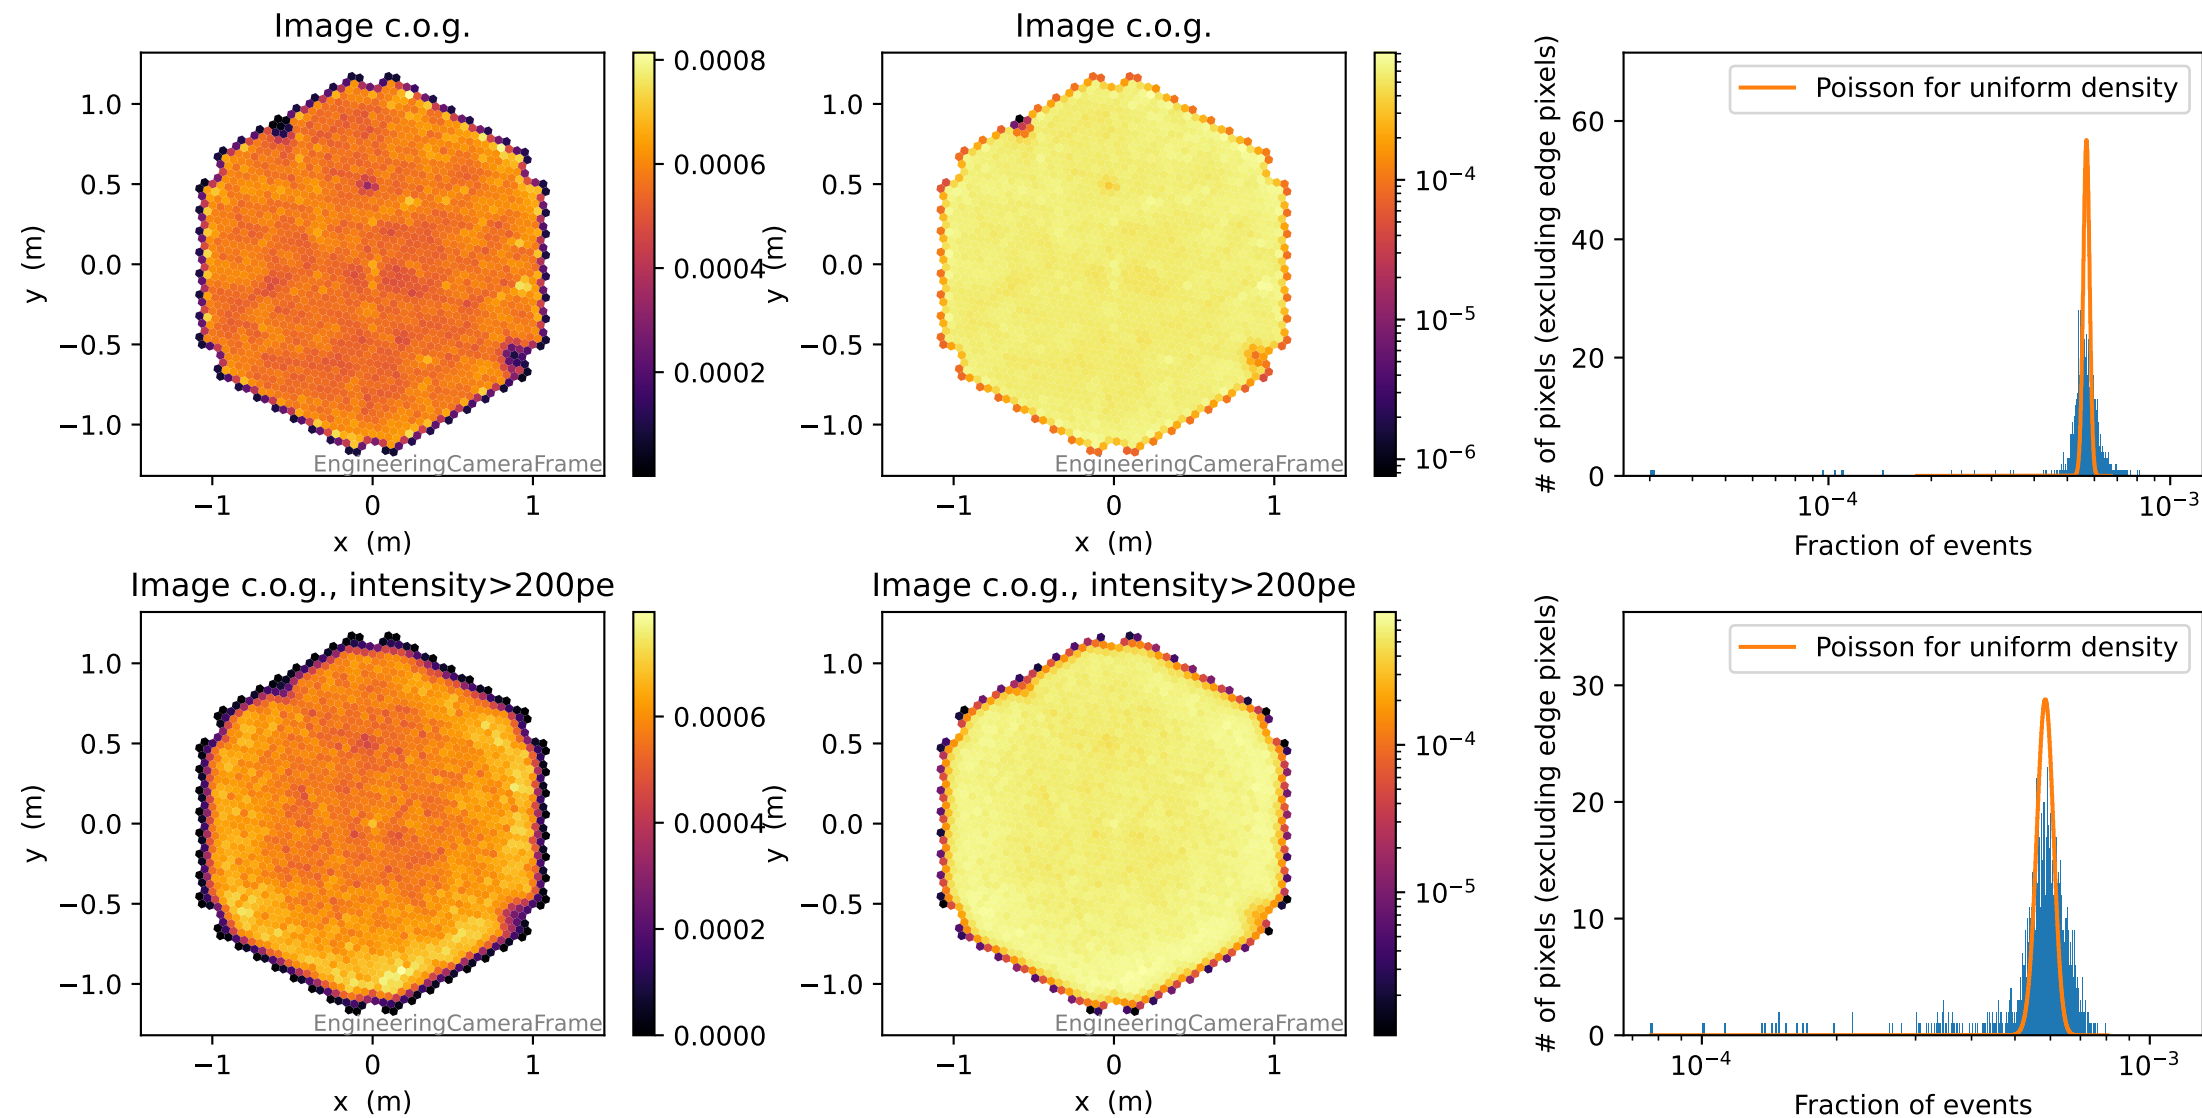 Image c.o.g.
1.0
0.5
0.0
−0.5
−1.0
y (m)
−1
0
1
x (m)
EngineeringCameraFrame
0.0008
0.0006
0.0004
0.0002
Image c.o.g.
1.0
0.5
0.0
−0.5
−1.0
y (m)
−1
0
1
x (m)
EngineeringCameraFrame
10⁻⁴
10⁻⁵
10⁻⁶
Poisson for uniform density
# of pixels (excluding edge pixels)
60
40
20
0
10⁻⁴
10⁻³
Fraction of events
Image c.o.g., intensity>200pe
1.0
0.5
0.0
−0.5
−1.0
y (m)
−1
0
1
x (m)
EngineeringCameraFrame
0.0006
0.0004
0.0002
0.0000
Image c.o.g., intensity>200pe
1.0
0.5
0.0
−0.5
−1.0
y (m)
−1
0
1
x (m)
EngineeringCameraFrame
10⁻⁴
10⁻⁵
Poisson for uniform density
# of pixels (excluding edge pixels)
30
20
10
0
10⁻⁴
10⁻³
Fraction of events